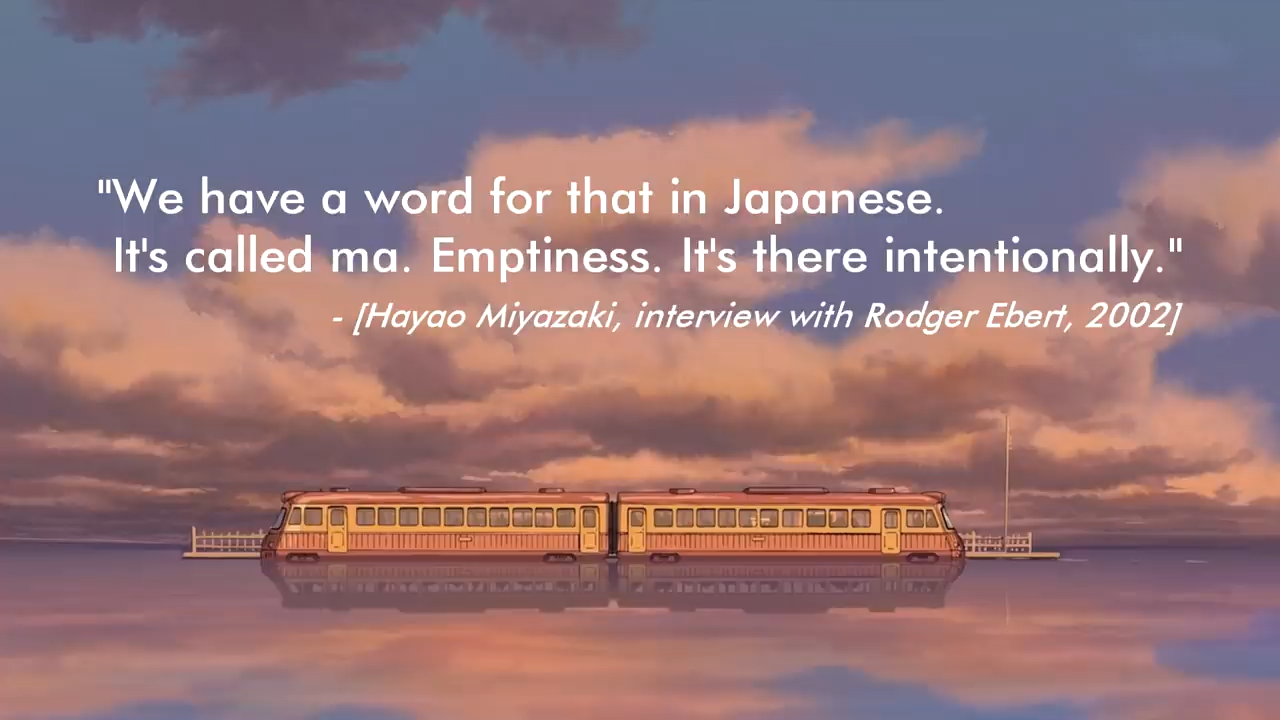 "We have a word for that in Japanese.
It's called ma. Emptiness. It's there intentionally."
- [Hayao Miyazaki, interview with Rodger Ebert, 2002]